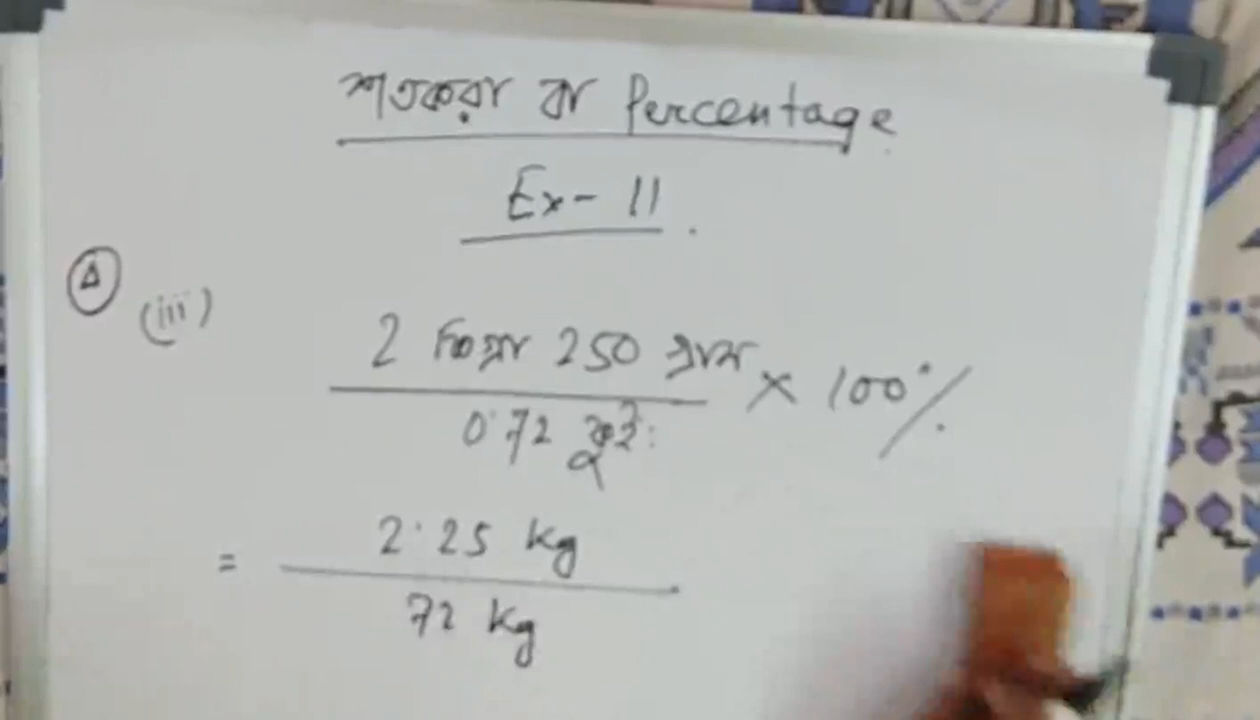 শতকরা বা Percentage
Ex- 11
4 (iii)
2 কিগ্রা 250 গ্রাম × 100%
0.72 কুই:
= 2.25 kg
72 kg